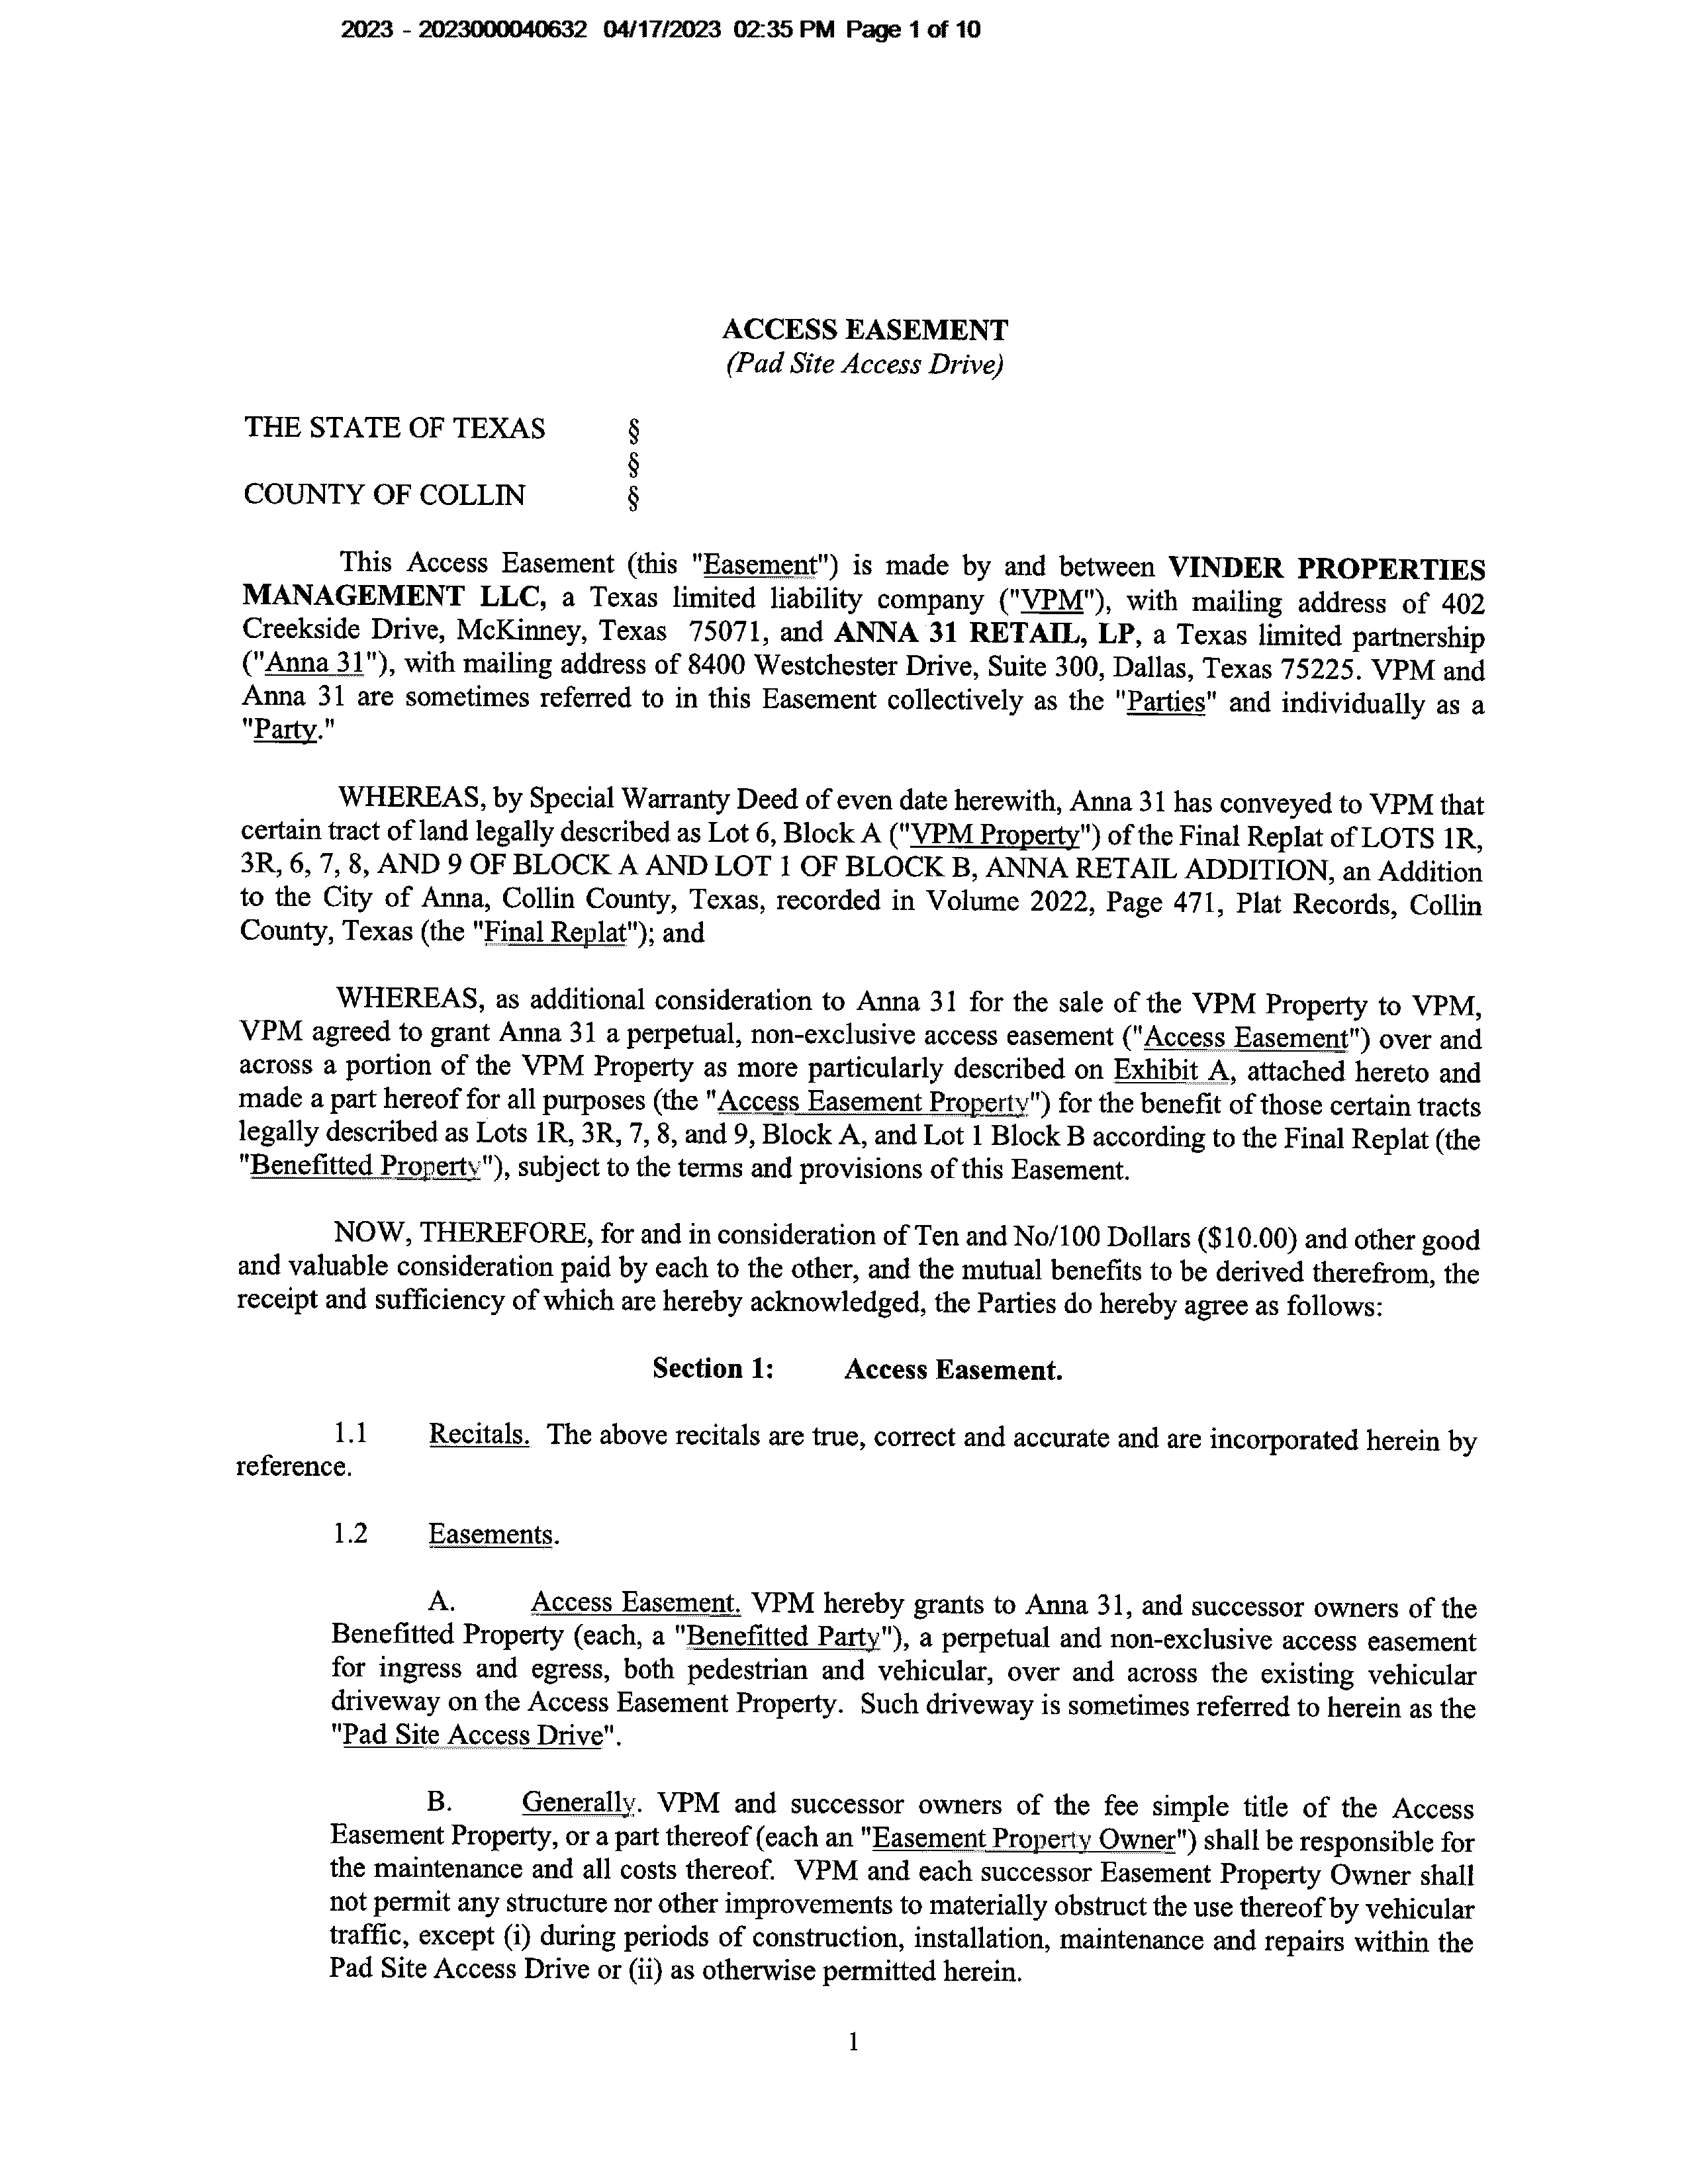 2023 - 2023000040632 04/17/2023 02:35 PM Page 1 of 10
ACCESS EASEMENT
(Pad Site Access Drive)
THE STATE OF TEXAS §
§
COUNTY OF COLLIN §
This Access Easement (this "Easement") is made by and between VINDER PROPERTIES
MANAGEMENT LLC, a Texas limited liability company ("VPM"), with mailing address of 402
Creekside Drive, McKinney, Texas 75071, and ANNA 31 RETAIL, LP, a Texas limited partnership
("Anna 31"), with mailing address of 8400 Westchester Drive, Suite 300, Dallas, Texas 75225. VPM and
Anna 31 are sometimes referred to in this Easement collectively as the "Parties" and individually as a
"Party."
WHEREAS, by Special Warranty Deed of even date herewith, Anna 31 has conveyed to VPM that
certain tract of land legally described as Lot 6, Block A ("VPM Property") of the Final Replat of LOTS 1R,
3R, 6, 7, 8, AND 9 OF BLOCK A AND LOT 1 OF BLOCK B, ANNA RETAIL ADDITION, an Addition
to the City of Anna, Collin County, Texas, recorded in Volume 2022, Page 471, Plat Records, Collin
County, Texas (the "Final Replat"); and
WHEREAS, as additional consideration to Anna 31 for the sale of the VPM Property to VPM,
VPM agreed to grant Anna 31 a perpetual, non-exclusive access easement ("Access Easement") over and
across a portion of the VPM Property as more particularly described on Exhibit A, attached hereto and
made a part hereof for all purposes (the "Access Easement Property") for the benefit of those certain tracts
legally described as Lots 1R, 3R, 7, 8, and 9, Block A, and Lot 1 Block B according to the Final Replat (the
"Benefitted Property"), subject to the terms and provisions of this Easement.
NOW, THEREFORE, for and in consideration of Ten and No/100 Dollars ($10.00) and other good
and valuable consideration paid by each to the other, and the mutual benefits to be derived therefrom, the
receipt and sufficiency of which are hereby acknowledged, the Parties do hereby agree as follows:
Section 1: Access Easement.
1.1 Recitals. The above recitals are true, correct and accurate and are incorporated herein by
reference.
1.2 Easements.
A. Access Easement. VPM hereby grants to Anna 31, and successor owners of the
Benefitted Property (each, a "Benefitted Party"), a perpetual and non-exclusive access easement
for ingress and egress, both pedestrian and vehicular, over and across the existing vehicular
driveway on the Access Easement Property. Such driveway is sometimes referred to herein as the
"Pad Site Access Drive".
B. Generally. VPM and successor owners of the fee simple title of the Access
Easement Property, or a part thereof (each an "Easement Property Owner") shall be responsible for
the maintenance and all costs thereof. VPM and each successor Easement Property Owner shall
not permit any structure nor other improvements to materially obstruct the use thereof by vehicular
traffic, except (i) during periods of construction, installation, maintenance and repairs within the
Pad Site Access Drive or (ii) as otherwise permitted herein.
1